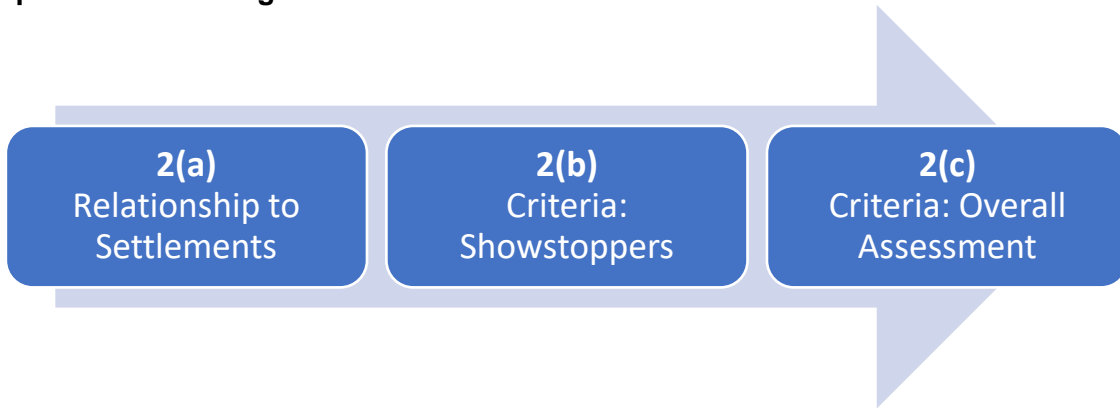 2(a)
Relationship to
Settlements
2(b)
Criteria:
Showstoppers
2(c)
Criteria: Overall
Assessment